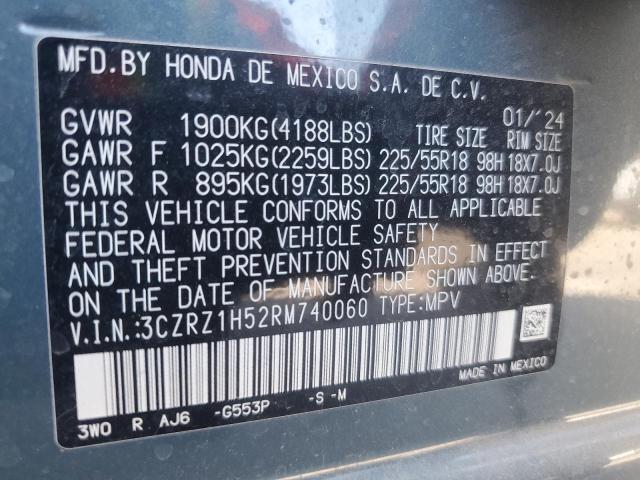 MFD.BY HONDA DE MEXICO S.A. DE C.V.
01/'24
GVWR 1900KG(4188LBS) TIRE SIZE RIM SIZE
GAWR F 1025KG(2259LBS) 225/55R18 98H 18X7.0J
GAWR R 895KG(1973LBS) 225/55R18 98H 18X7.0J
THIS VEHICLE CONFORMS TO ALL APPLICABLE
FEDERAL MOTOR VEHICLE SAFETY
AND THEFT PREVENTION STANDARDS IN EFFECT
ON THE DATE OF MANUFACTURE SHOWN ABOVE.
V.I.N.:3CZRZ1H52RM740060 TYPE:MPV
MADE IN MEXICO
3W0 R AJ6 -G553P -S -M